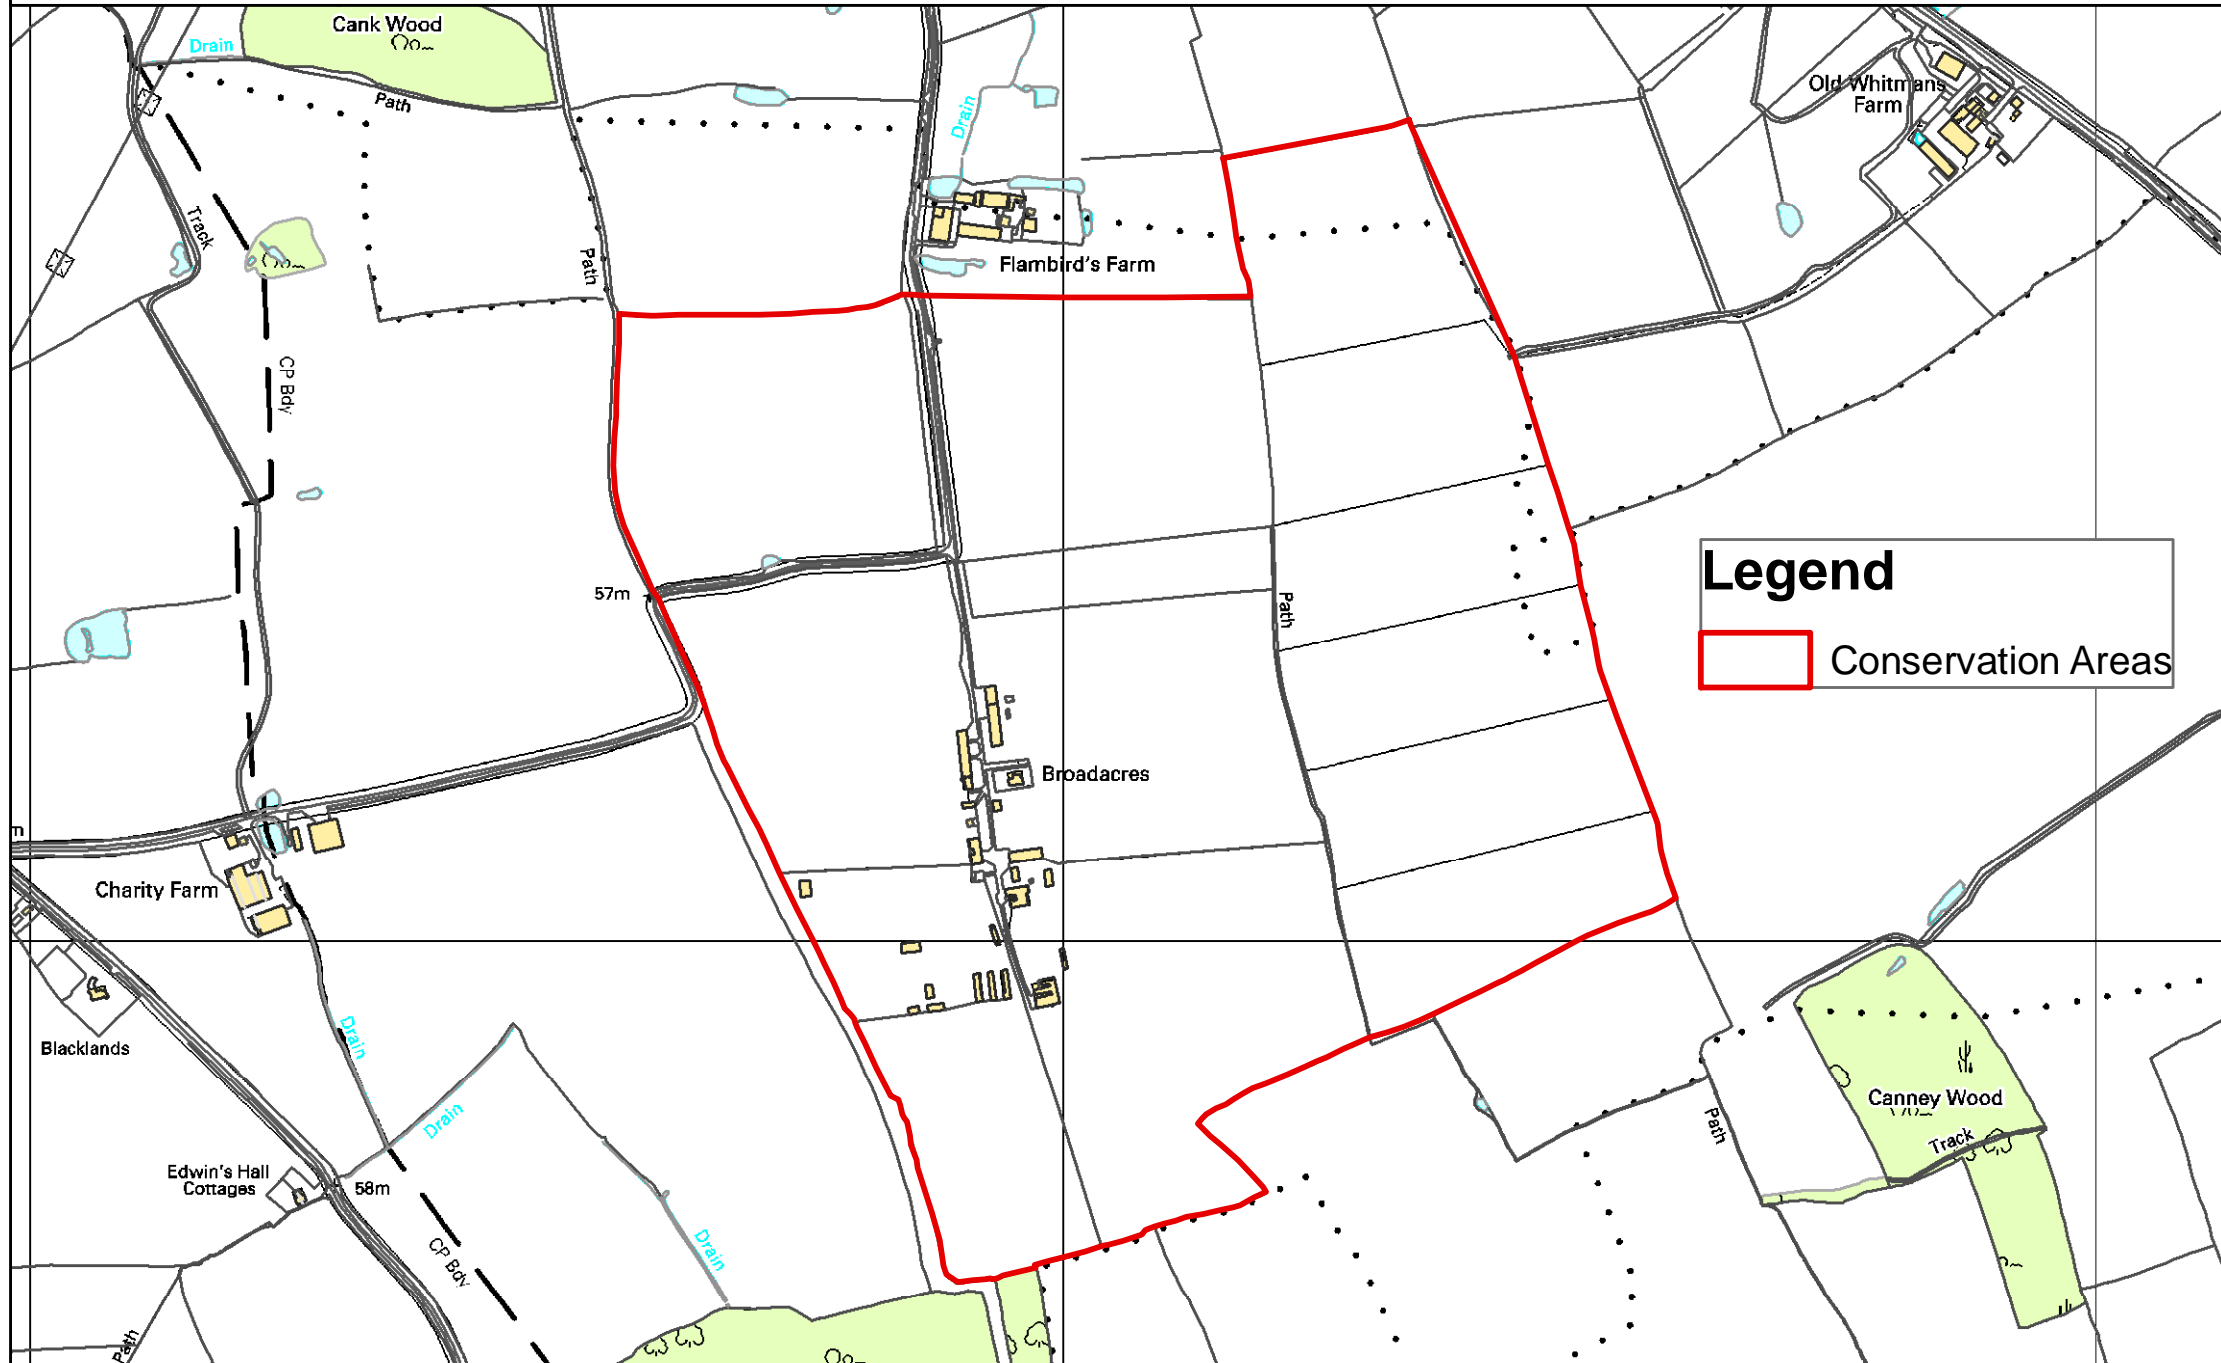 Cank Wood
Drain
Path
Drain
Old Whitmans
Farm
Track
Path
Flambird's Farm
CP Bdy
57m
Path
Legend
Conservation Areas
Broadacres
m
Charity Farm
Blacklands
Drain
Drain
Canney Wood
Path
Track
Edwin's Hall
Cottages
58m
CP Bdy
Drain
Path